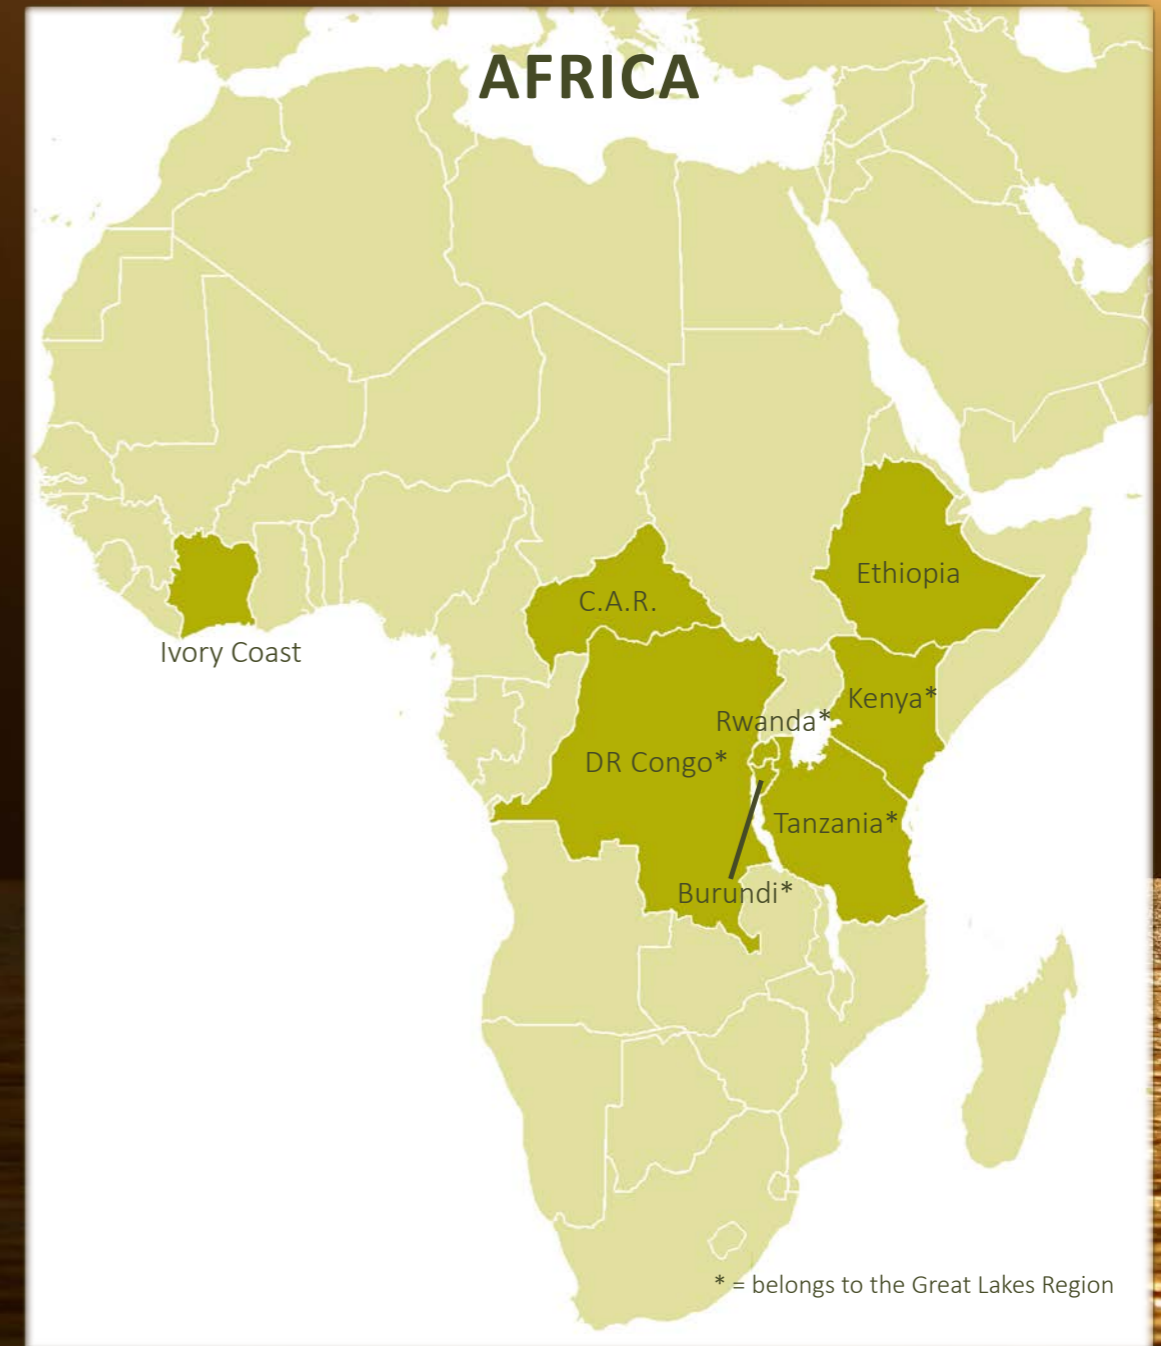 AFRICA
Ethiopia
C.A.R.
Ivory Coast
Kenya*
Rwanda*
DR Congo*
Tanzania*
Burundi*
* = belongs to the Great Lakes Region